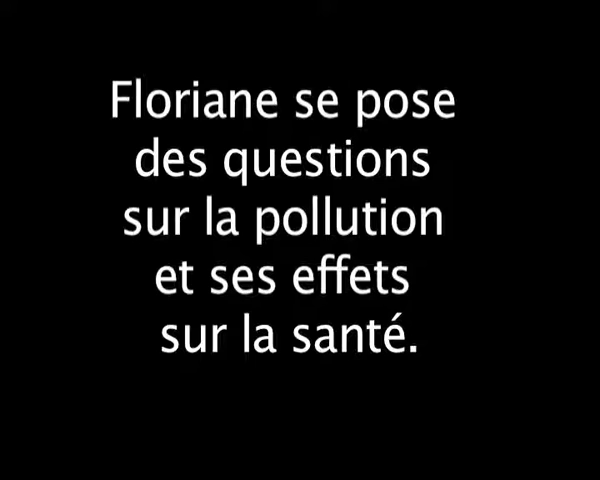 Floriane se pose
des questions
sur la pollution
et ses effets
sur la santé.